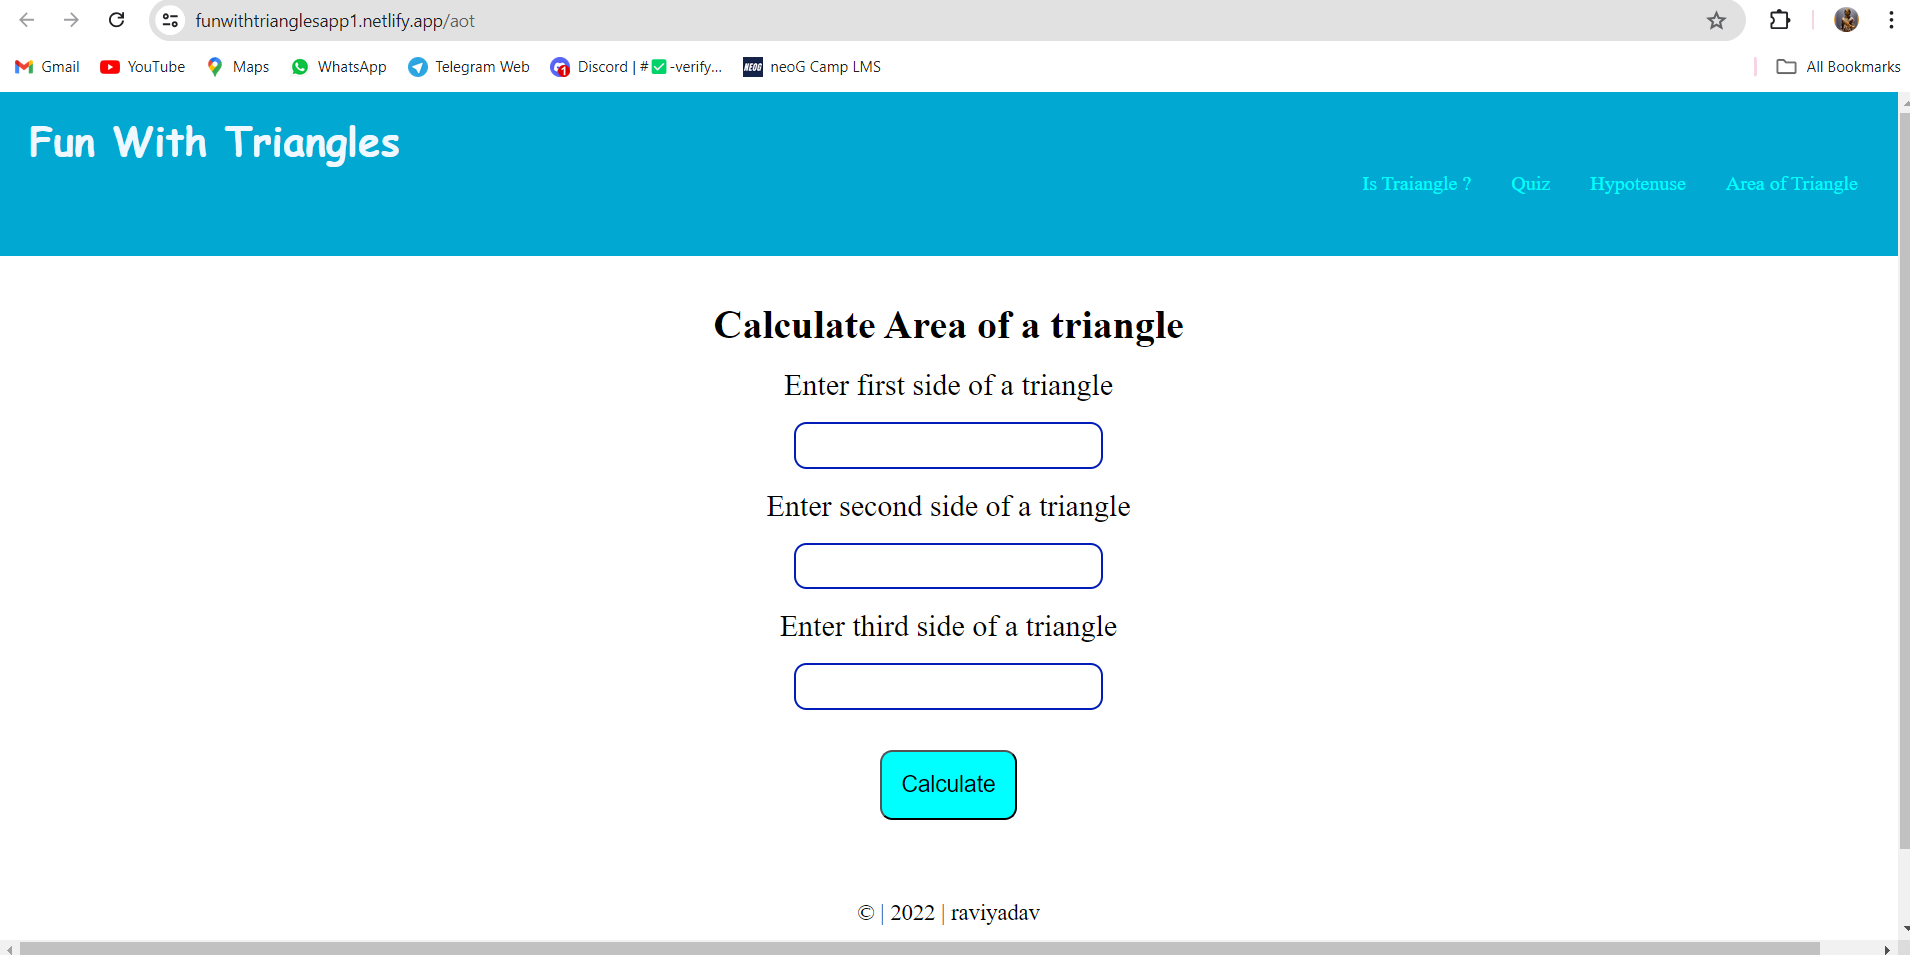 funwithtrianglesapp1.netlify.app/aot
Gmail YouTube Maps WhatsApp Telegram Web Discord | #✅-verify... NEOG neoG Camp LMS All Bookmarks
Fun With Triangles
Is Traiangle ? Quiz Hypotenuse Area of Triangle
Calculate Area of a triangle
Enter first side of a triangle
Enter second side of a triangle
Enter third side of a triangle
Calculate
© | 2022 | raviyadav